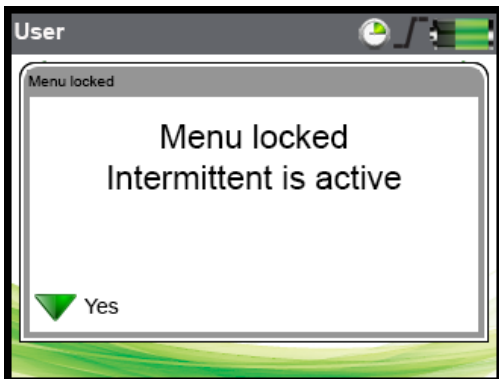 User
Menu locked
Menu locked
Intermittent is active
Yes